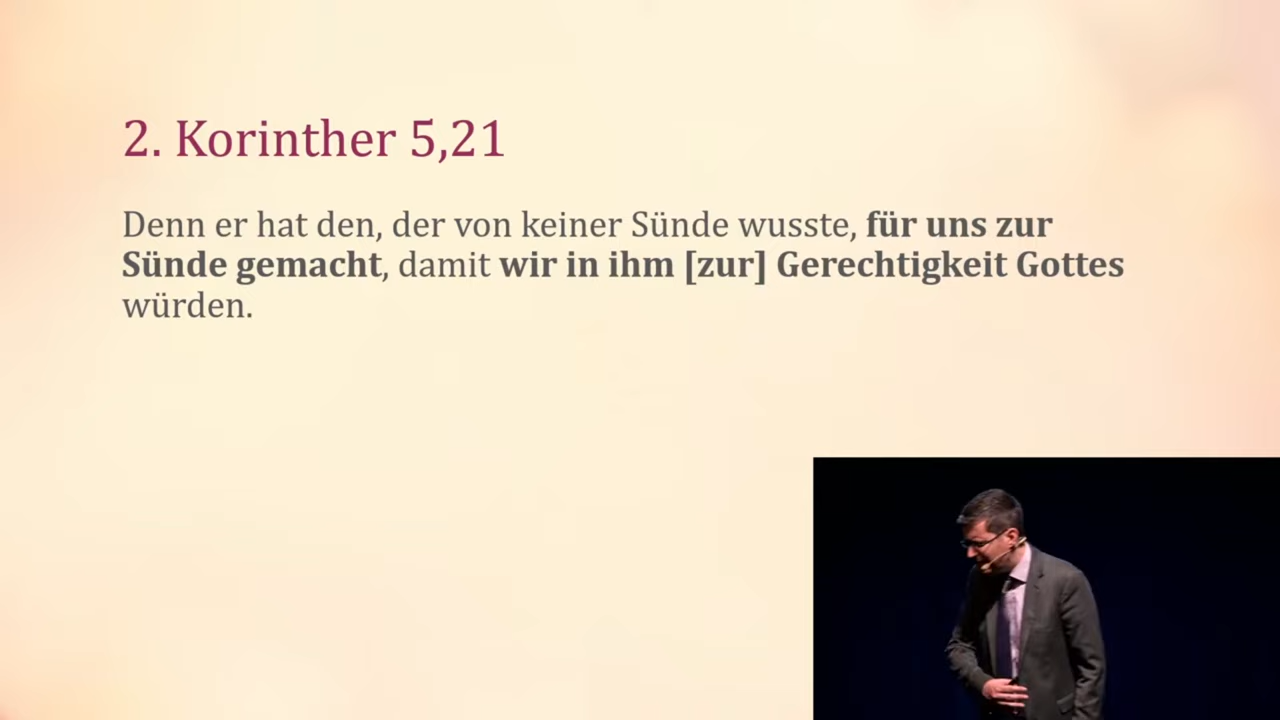 2. Korinther 5,21
Denn er hat den, der von keiner Sünde wusste, für uns zur
Sünde gemacht, damit wir in ihm [zur] Gerechtigkeit Gottes
würden.